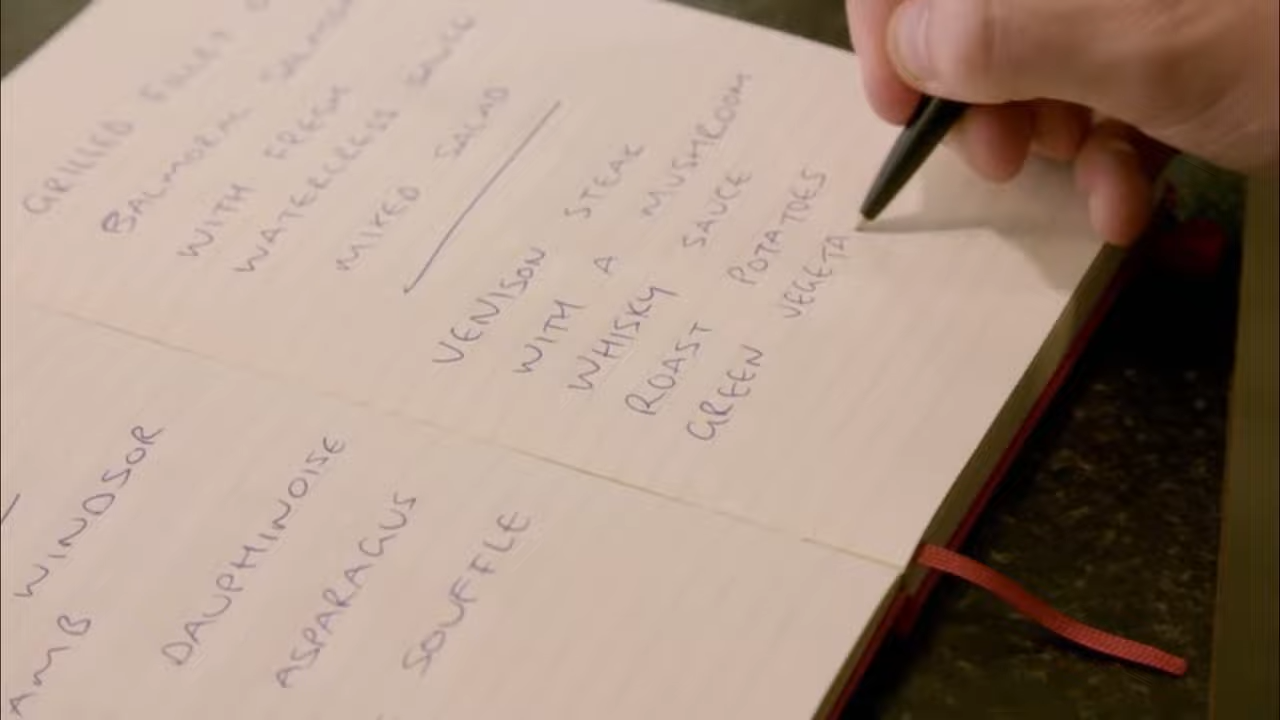 GRILLED FILLET O
BALMORAL SALMON
WITH FRESH
WATERCRESS SAUCE
MIXED SALAD
VENISON STEAK
WITH A MUSHROOM
WHISKY SAUCE
ROAST POTATOES
GREEN VEGETA
WINDSOR
AMB
DAUPHINOISE
ASPARAGUS
SOUFFLE